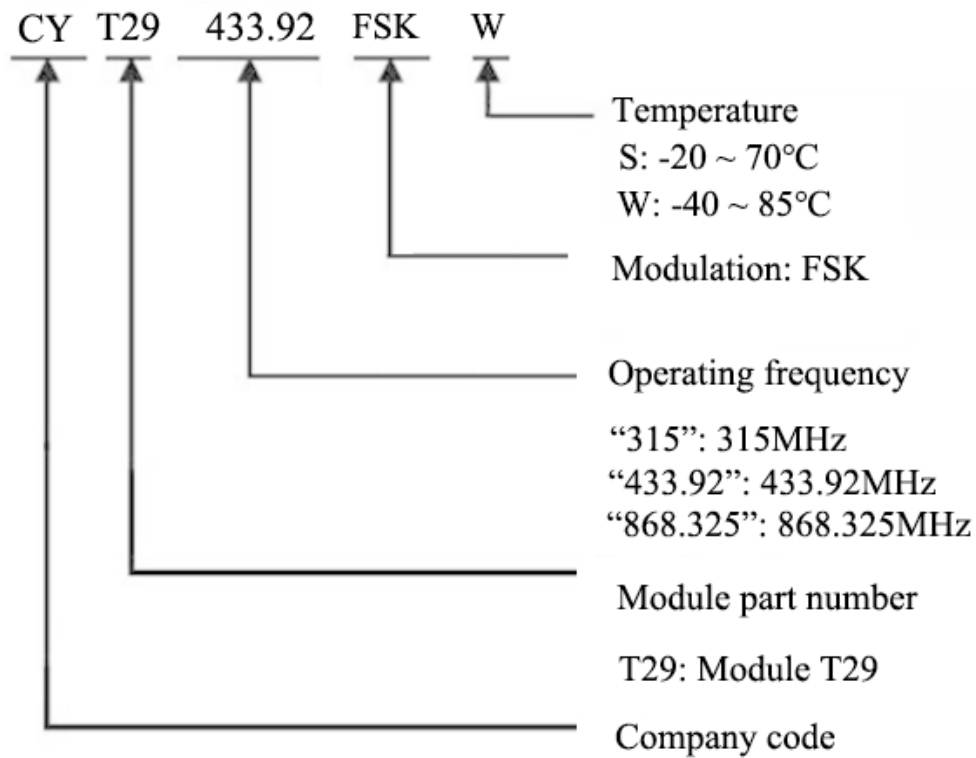 CY T29 433.92 FSK W
Temperature
S: -20 ~ 70℃
W: -40 ~ 85℃
Modulation: FSK
Operating frequency
“315”: 315MHz
“433.92”: 433.92MHz
“868.325”: 868.325MHz
Module part number
T29: Module T29
Company code